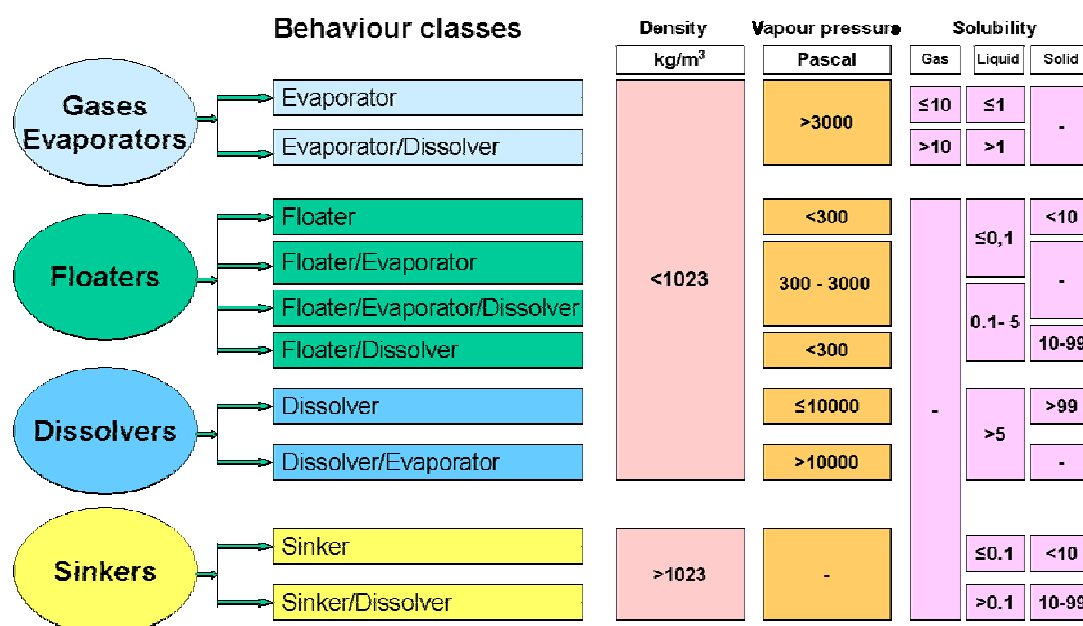 Behaviour classes
Density
Vapour pressure
Solubility
kg/m³
Pascal
Gas
Liquid
Solid
Gases
Evaporators
Evaporator
Evaporator/Dissolver
<1023
>3000
≤10
≤1
-
>10
>1
Floaters
Floater
Floater/Evaporator
Floater/Evaporator/Dissolver
Floater/Dissolver
<300
300 - 3000
<300
-
≤0,1
0.1- 5
<10
-
10-99
Dissolvers
Dissolver
Dissolver/Evaporator
≤10000
>10000
>5
>99
-
Sinkers
Sinker
Sinker/Dissolver
>1023
-
≤0.1
<10
>0.1
10-99